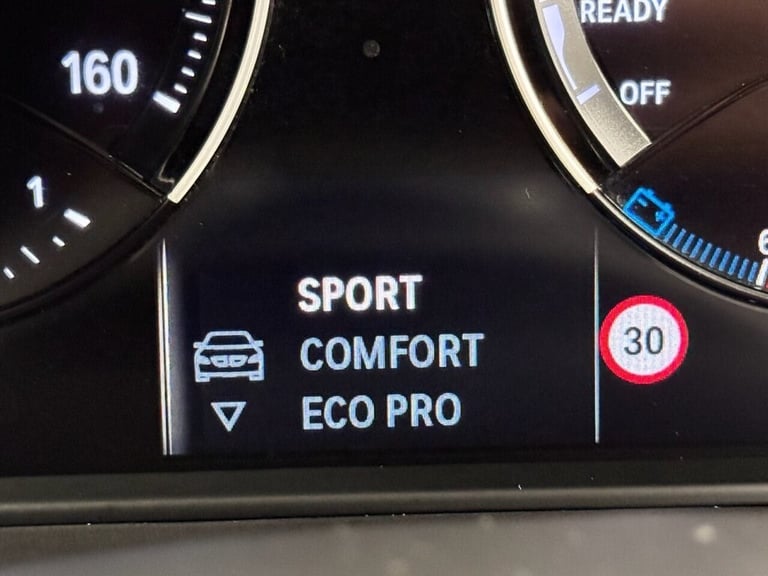 160
1
READY
OFF
SPORT
COMFORT
ECO PRO
30